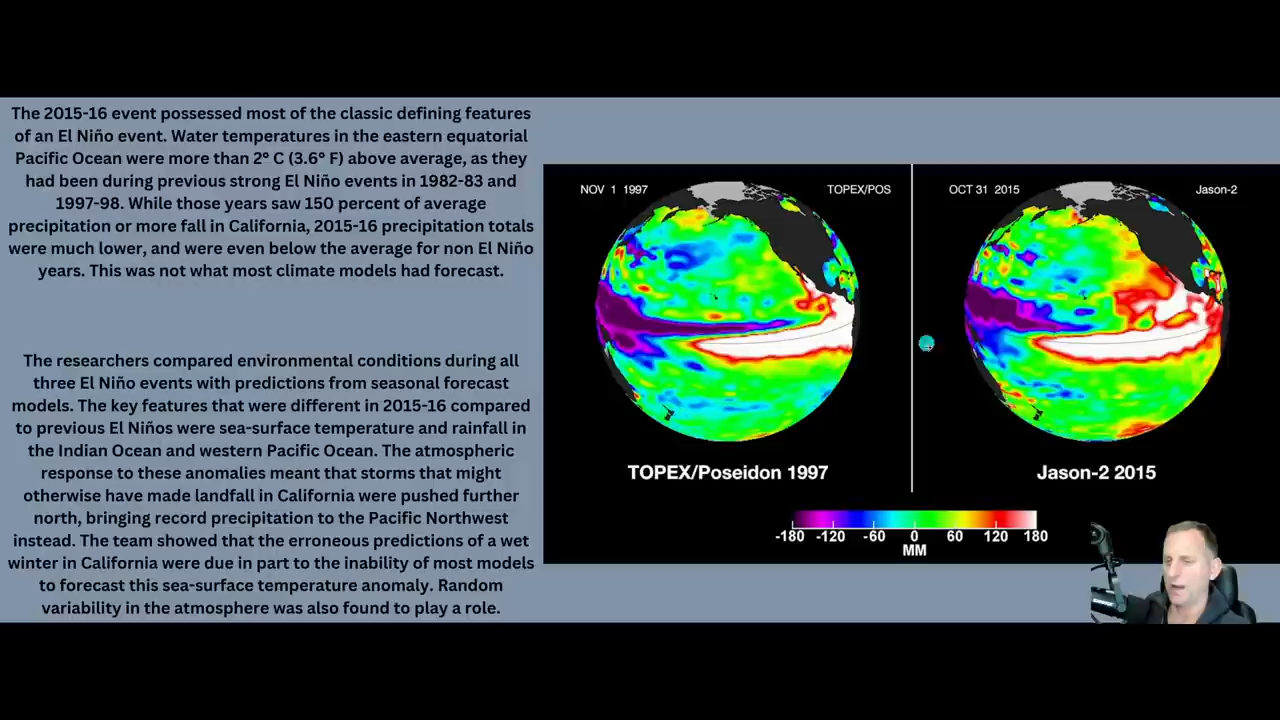 The 2015-16 event possessed most of the classic defining features
of an El Niño event. Water temperatures in the eastern equatorial
Pacific Ocean were more than 2° C (3.6° F) above average, as they
had been during previous strong El Niño events in 1982-83 and
1997-98. While those years saw 150 percent of average
precipitation or more fall in California, 2015-16 precipitation totals
were much lower, and were even below the average for non El Niño
years. This was not what most climate models had forecast.
The researchers compared environmental conditions during all
three El Niño events with predictions from seasonal forecast
models. The key features that were different in 2015-16 compared
to previous El Niños were sea-surface temperature and rainfall in
the Indian Ocean and western Pacific Ocean. The atmospheric
response to these anomalies meant that storms that might
otherwise have made landfall in California were pushed further
north, bringing record precipitation to the Pacific Northwest
instead. The team showed that the erroneous predictions of a wet
winter in California were due in part to the inability of most models
to forecast this sea-surface temperature anomaly. Random
variability in the atmosphere was also found to play a role.
NOV 1 1997 TOPEX/POS
OCT 31 2015 Jason-2
TOPEX/Poseidon 1997
Jason-2 2015
-180 -120 -60 0 60 120 180
MM